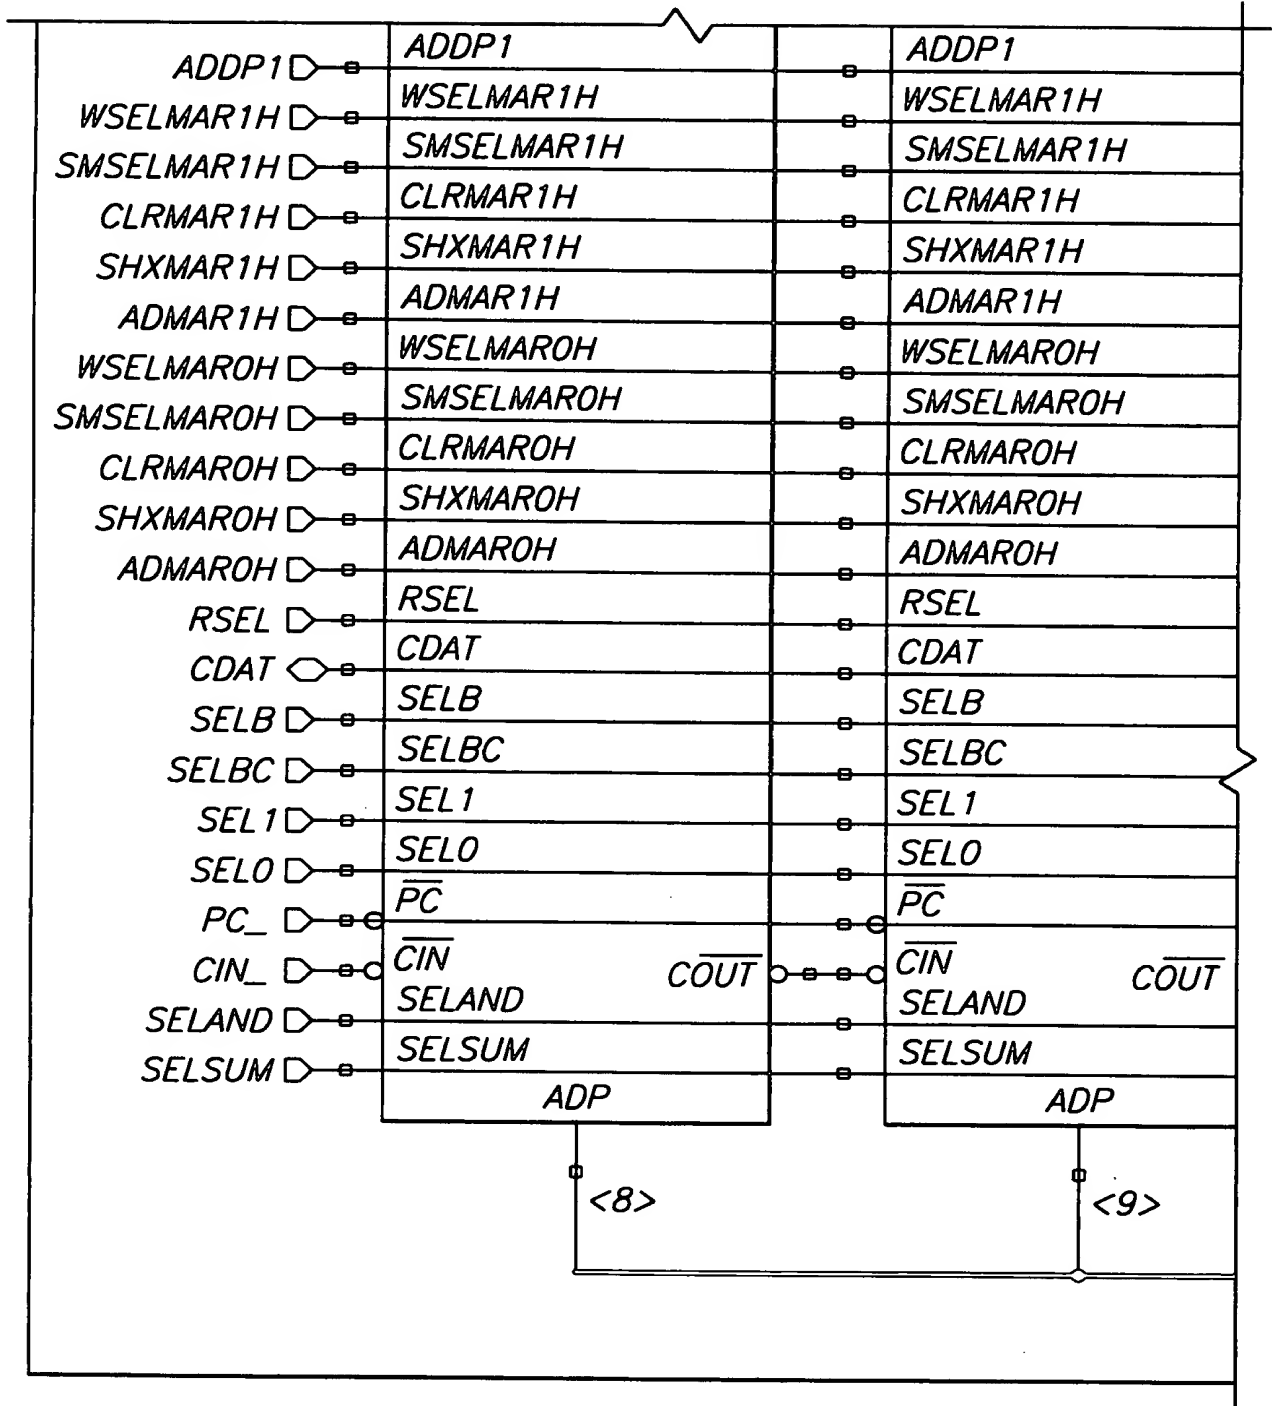 ADDP1 ADDP1 ADDP1
WSELMAR1H WSELMAR1H WSELMAR1H
SMSELMAR1H SMSELMAR1H SMSELMAR1H
CLRMAR1H CLRMAR1H CLRMAR1H
SHXMAR1H SHXMAR1H SHXMAR1H
ADMAR1H ADMAR1H ADMAR1H
WSELMAR0H WSELMAR0H WSELMAR0H
SMSELMAR0H SMSELMAR0H SMSELMAR0H
CLRMAR0H CLRMAR0H CLRMAR0H
SHXMAR0H SHXMAR0H SHXMAR0H
ADMAR0H ADMAR0H ADMAR0H
RSEL RSEL RSEL
CDAT CDAT CDAT
SELB SELB SELB
SELBC SELBC SELBC
SEL1 SEL1 SEL1
SEL0 SEL0 SEL0
PC_ PC PC
CIN_ CIN COUT CIN COUT
SELAND SELAND SELAND
SELSUM SELSUM SELSUM
ADP ADP
<8> <9>